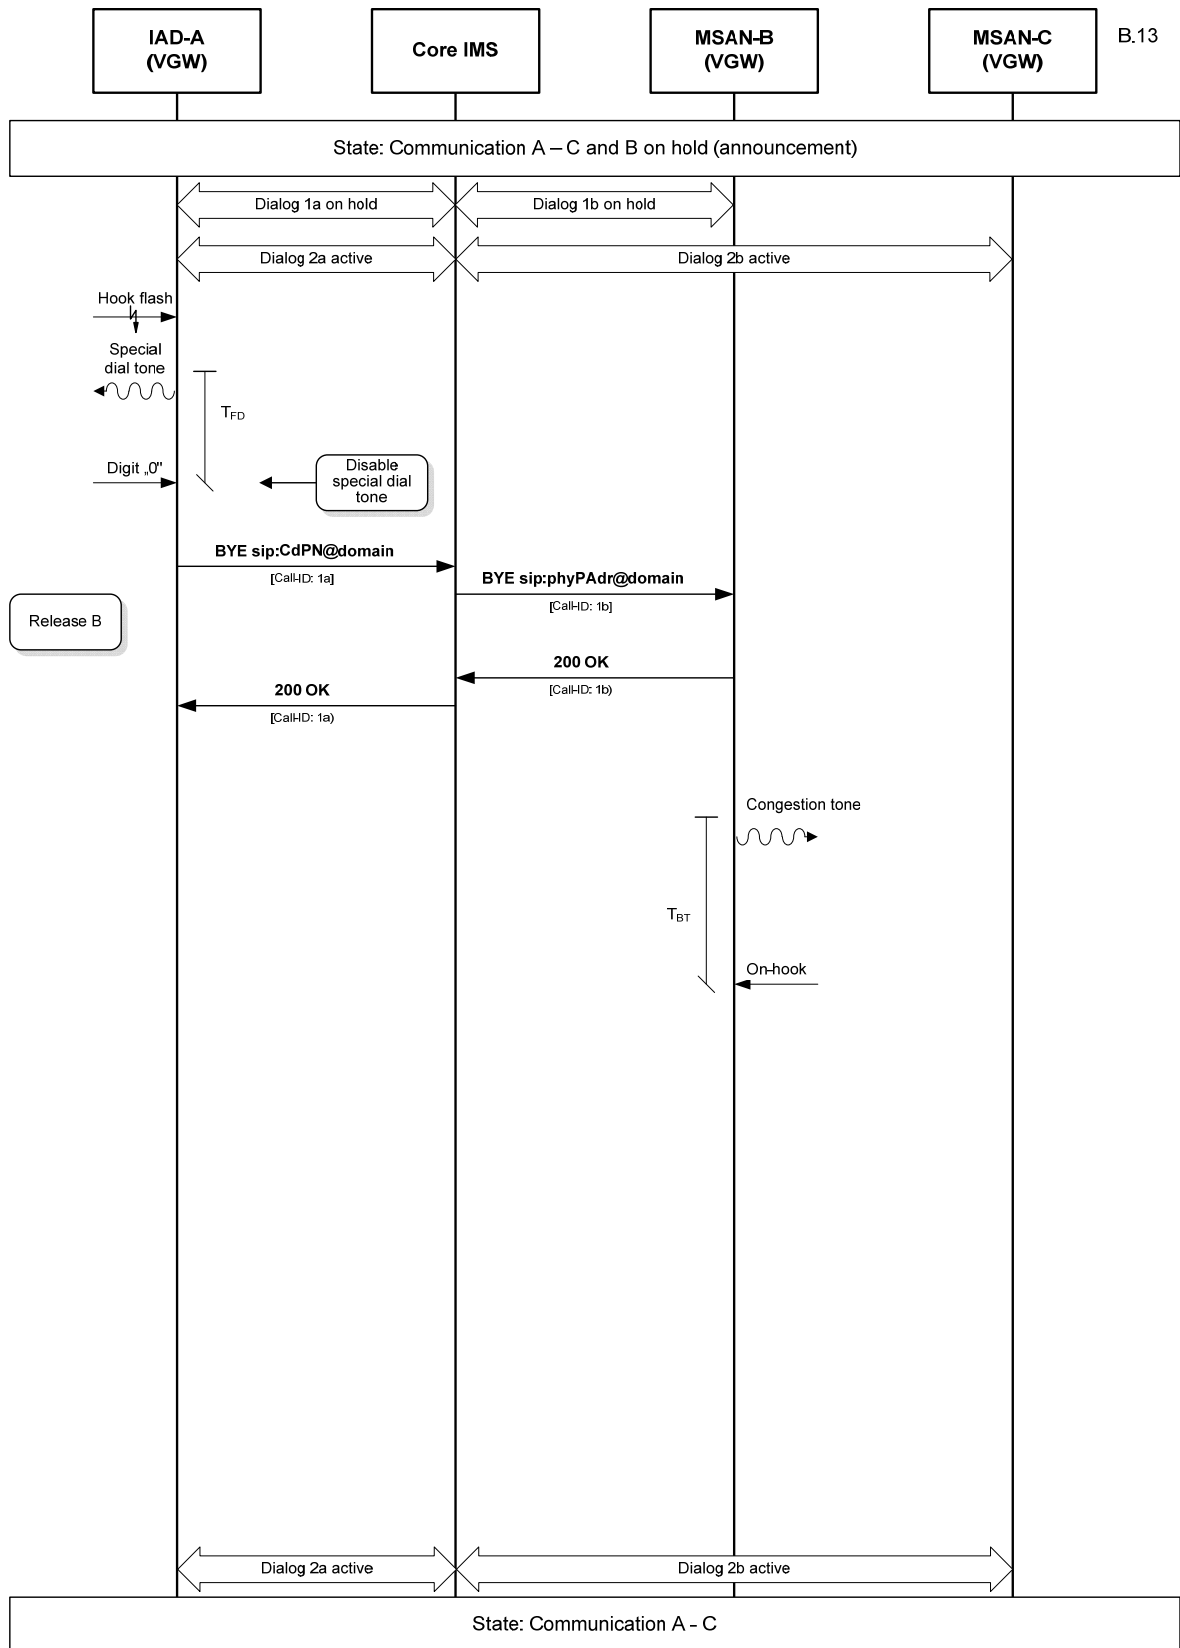 IAD-A
(VGW)
Core IMS
MSAN-B
(VGW)
MSAN-C
(VGW)
B.13
State: Communication A – C and B on hold (announcement)
Dialog 1a on hold
Dialog 1b on hold
Dialog 2a active
Dialog 2b active
Hook flash
Special
dial tone
TFD
Digit „0"
Disable
special dial
tone
BYE sip:CdPN@domain
[Call-ID: 1a]
BYE sip:phyPAdr@domain
[Call-ID: 1b]
Release B
200 OK
[Call-ID: 1b)
200 OK
[Call-ID: 1a)
Congestion tone
TBT
On-hook
Dialog 2a active
Dialog 2b active
State: Communication A - C